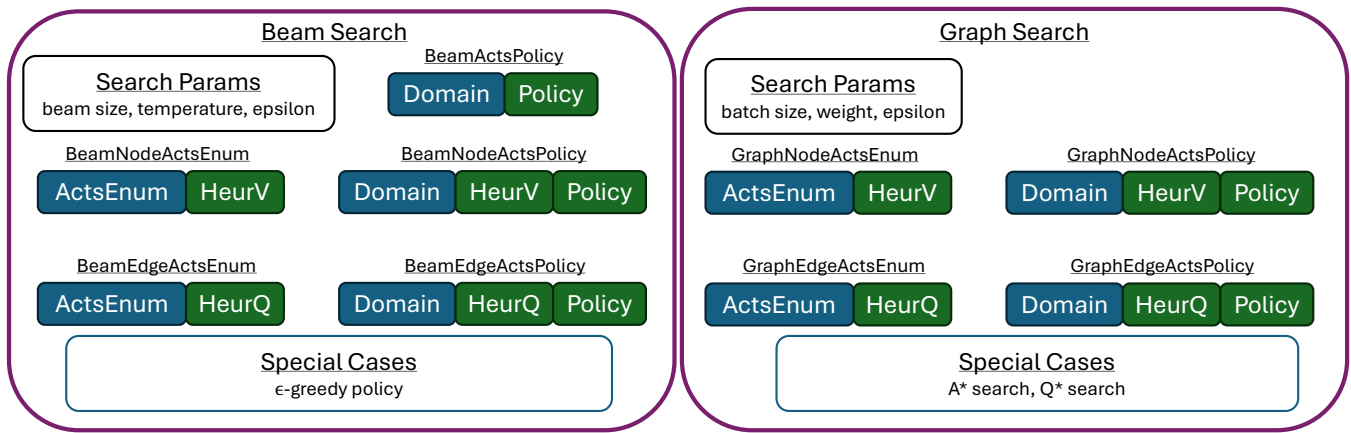 Beam Search
Search Params
beam size, temperature, epsilon
BeamActsPolicy
Domain Policy
BeamNodeActsEnum
ActsEnum HeurV
BeamNodeActsPolicy
Domain HeurV Policy
BeamEdgeActsEnum
ActsEnum HeurQ
BeamEdgeActsPolicy
Domain HeurQ Policy
Special Cases
ϵ-greedy policy
Graph Search
Search Params
batch size, weight, epsilon
GraphNodeActsEnum
ActsEnum HeurV
GraphNodeActsPolicy
Domain HeurV Policy
GraphEdgeActsEnum
ActsEnum HeurQ
GraphEdgeActsPolicy
Domain HeurQ Policy
Special Cases
A* search, Q* search